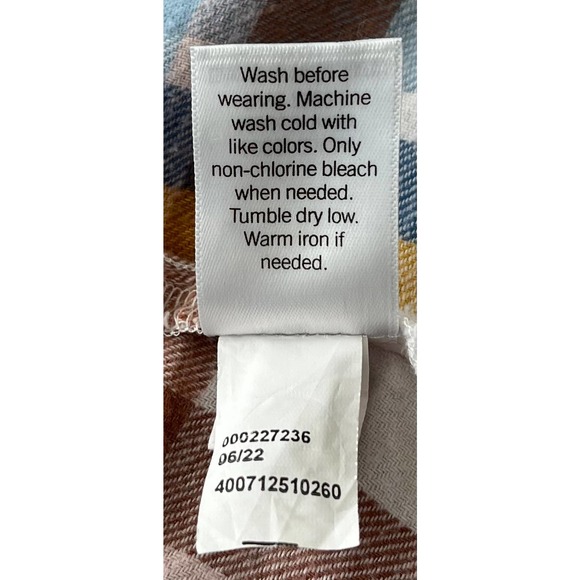 Wash before
wearing. Machine
wash cold with
like colors. Only
non-chlorine bleach
when needed.
Tumble dry low.
Warm iron if
needed.
000227236
06/22
400712510260